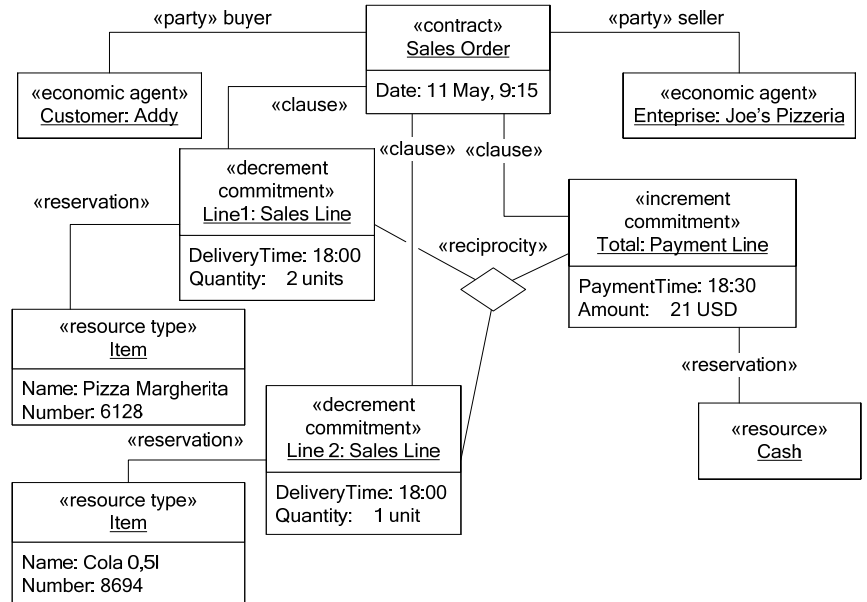 «party» buyer
«contract»
Sales Order
Date: 11 May, 9:15
«party» seller
«economic agent»
Customer: Addy
«economic agent»
Enteprise: Joe's Pizzeria
«clause»
«clause»
«clause»
«decrement
commitment»
Line1: Sales Line
DeliveryTime: 18:00
Quantity: 2 units
«reservation»
«reciprocity»
«increment
commitment»
Total: Payment Line
PaymentTime: 18:30
Amount: 21 USD
«resource type»
Item
Name: Pizza Margherita
Number: 6128
«reservation»
«decrement
commitment»
Line 2: Sales Line
DeliveryTime: 18:00
Quantity: 1 unit
«reservation»
«resource»
Cash
«resource type»
Item
Name: Cola 0,5l
Number: 8694